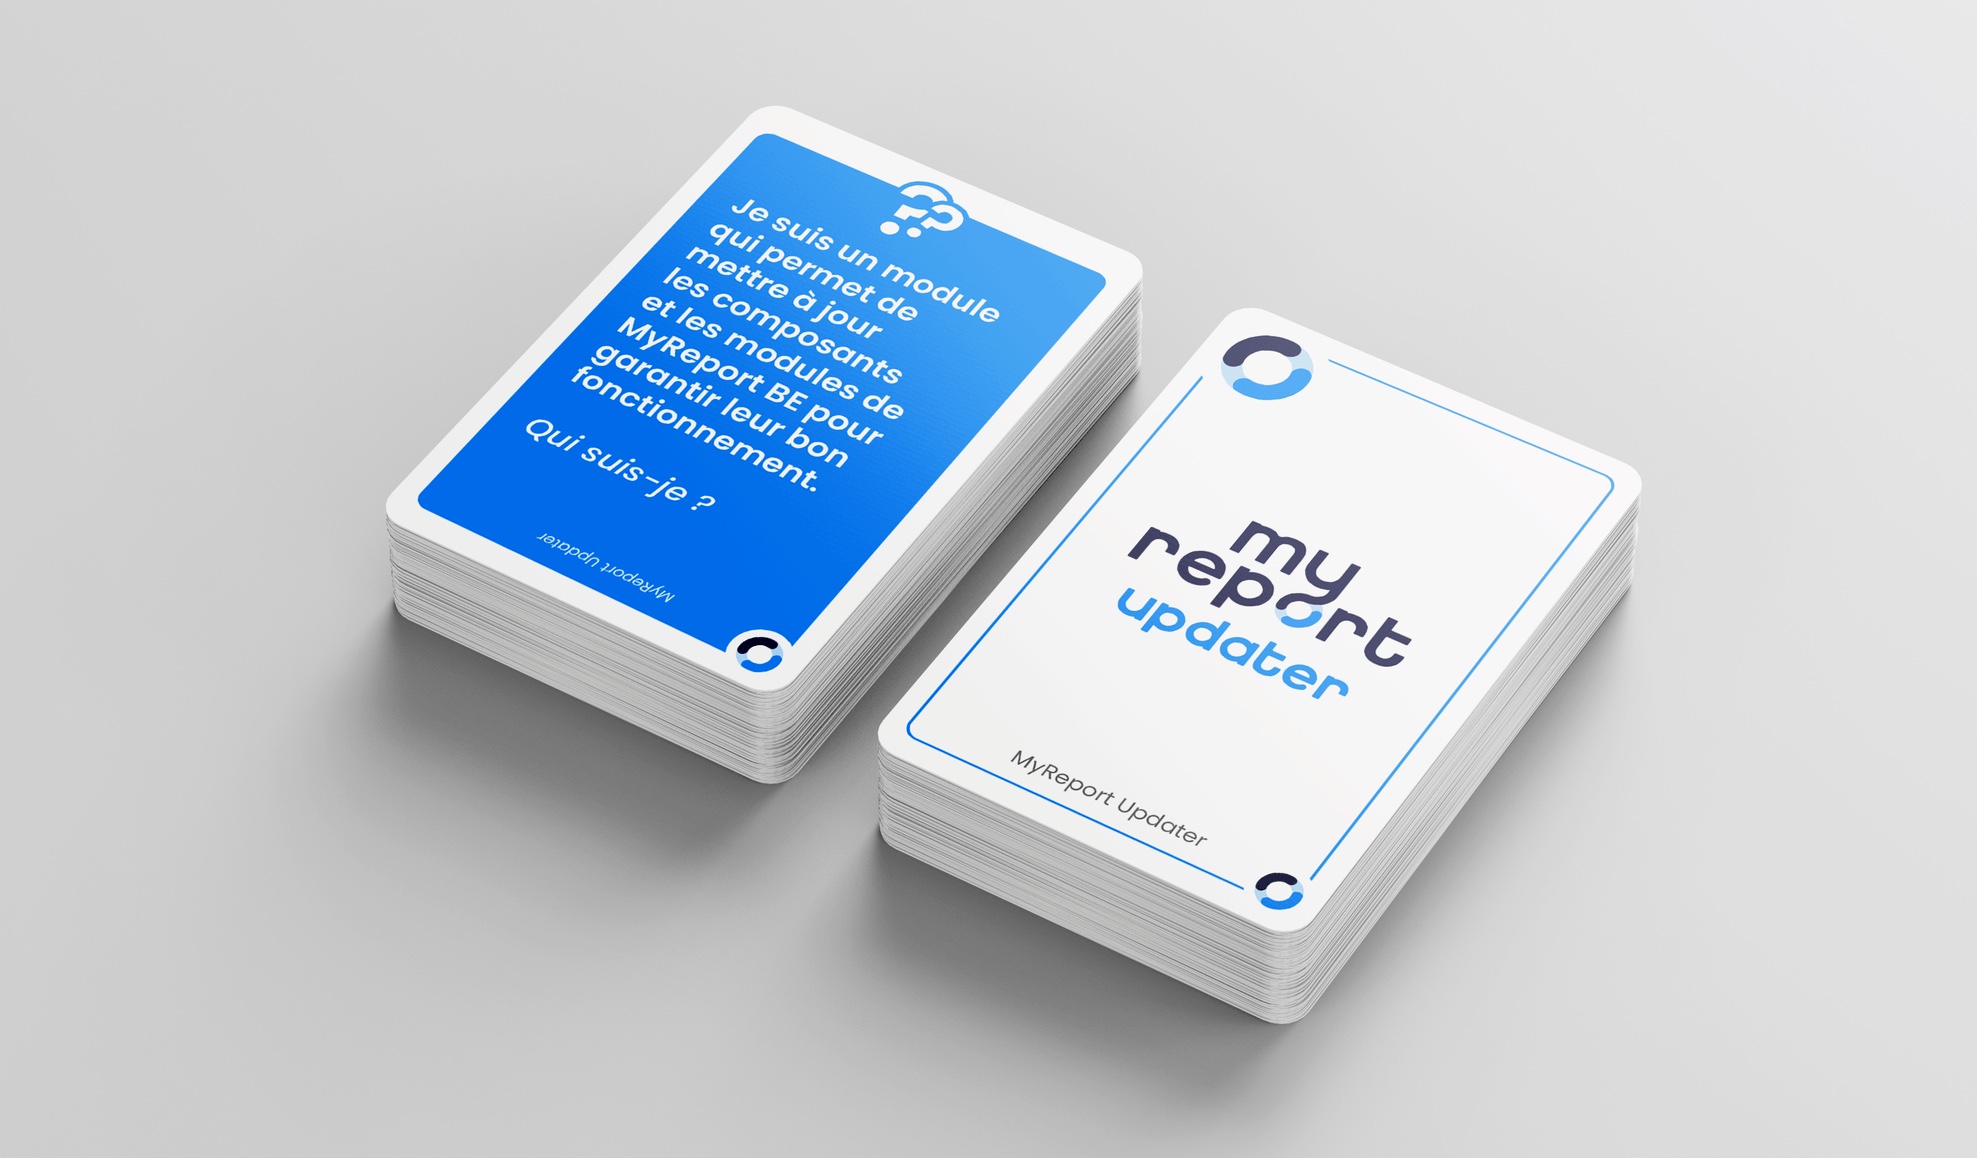 ??
Je suis un module
qui permet de
mettre à jour
les composants
et les modules de
MyReport BE pour
garantir leur bon
fonctionnement.
Qui suis-je ?
MyReport Updater
my
report
updater
MyReport Updater